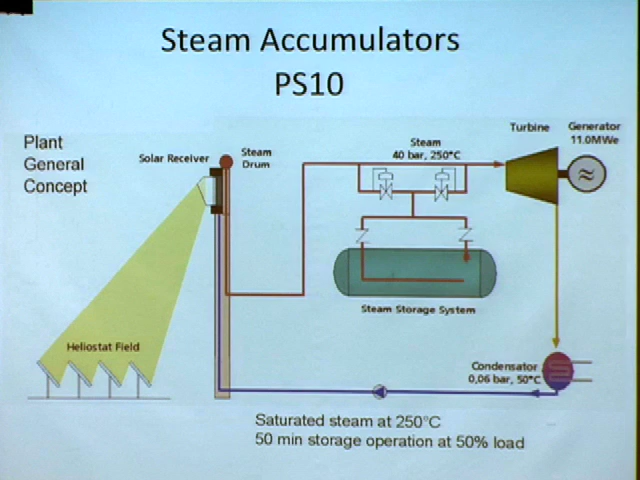 Steam Accumulators
PS10
Plant
General
Concept
Solar Receiver
Steam
Drum
Steam
40 bar, 250°C
Turbine
Generator
11.0MWe
Steam Storage System
Heliostat Field
Condensator
0,06 bar, 50°C
Saturated steam at 250°C
50 min storage operation at 50% load